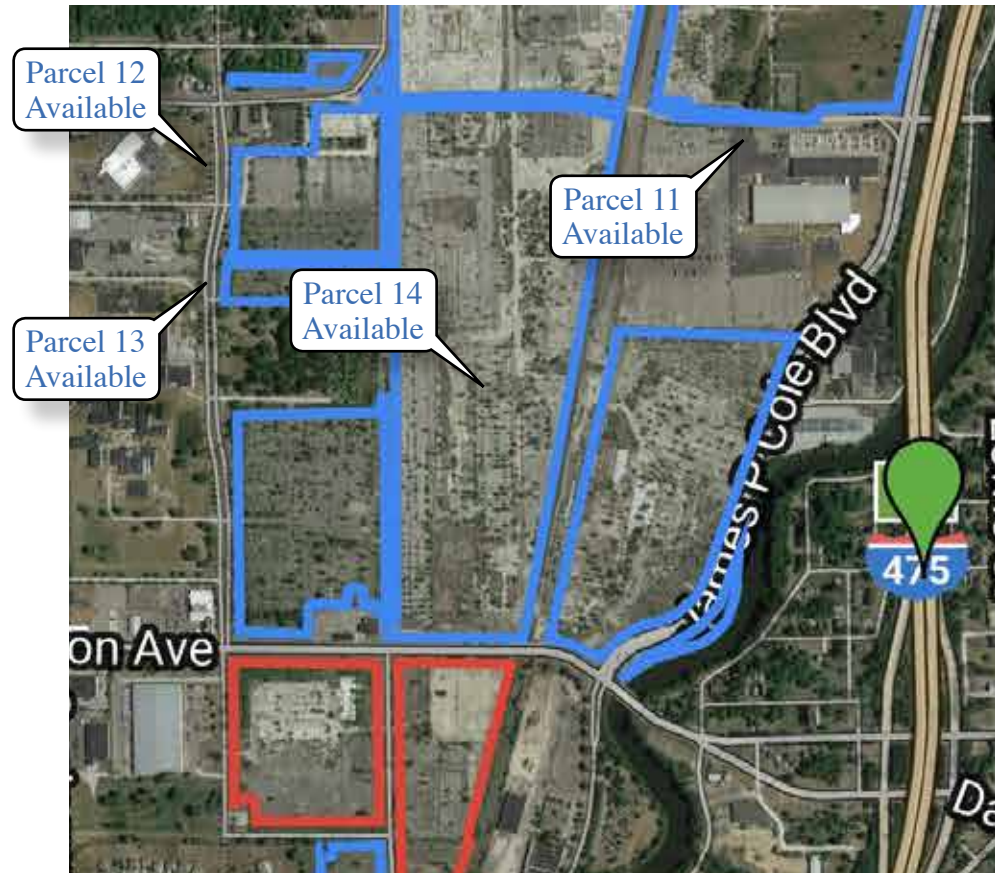 Parcel 12
Available
Parcel 11
Available
Parcel 14
Available
Parcel 13
Available
James P Cole Blvd
475
on Ave
Da